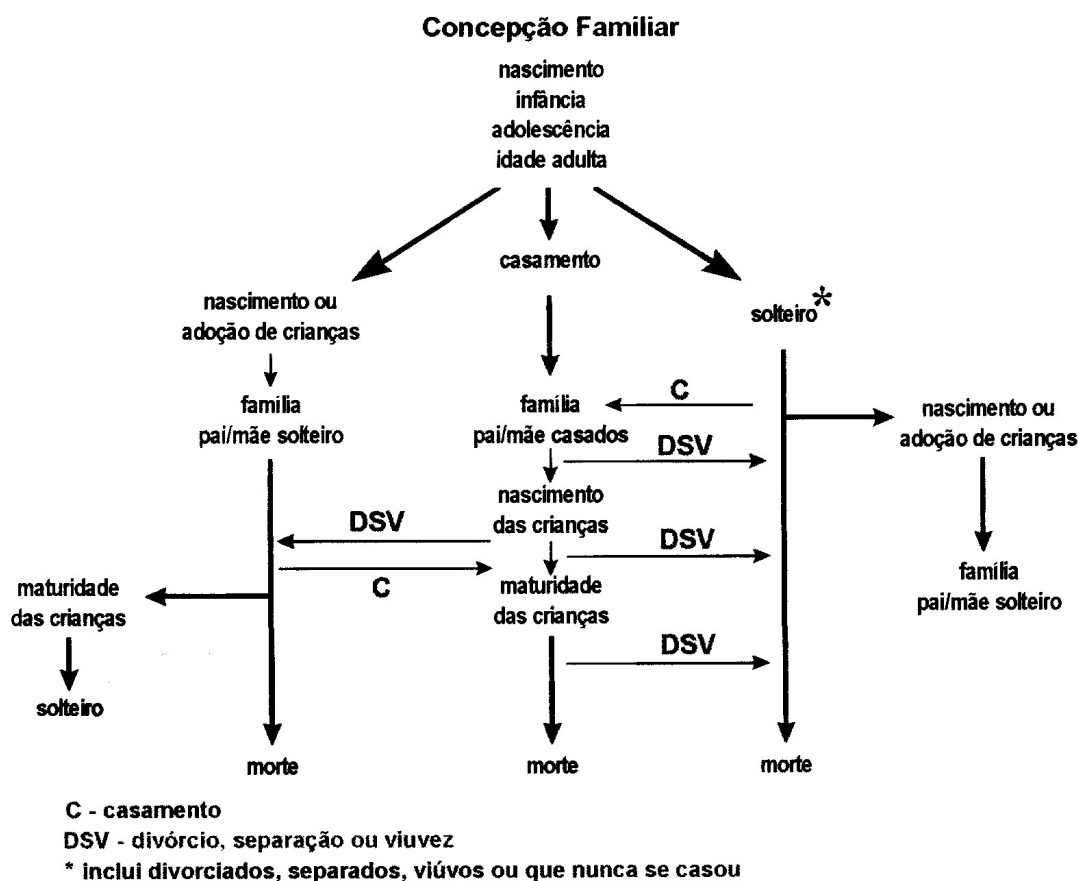 Concepção Familiar
nascimento
infância
adolescência
idade adulta
casamento
nascimento ou
adoção de crianças
solteiro*
família
pai/mãe solteiro
família
pai/mãe casados
C
nascimento ou
adoção de crianças
DSV
nascimento
das crianças
DSV
DSV
C
maturidade
das crianças
maturidade
das crianças
família
pai/mãe solteiro
DSV
solteiro
morte
morte
morte
C - casamento
DSV - divórcio, separação ou viuvez
* inclui divorciados, separados, viúvos ou que nunca se casou